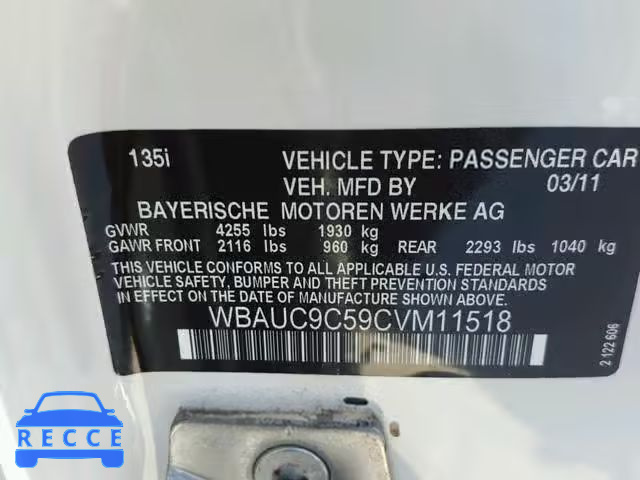 135i VEHICLE TYPE: PASSENGER CAR
VEH. MFD BY 03/11
BAYERISCHE MOTOREN WERKE AG
GVWR 4255 lbs 1930 kg
GAWR FRONT 2116 lbs 960 kg REAR 2293 lbs 1040 kg
THIS VEHICLE CONFORMS TO ALL APPLICABLE U.S. FEDERAL MOTOR
VEHICLE SAFETY, BUMPER AND THEFT PREVENTION STANDARDS
IN EFFECT ON THE DATE OF MANUFACTURE SHOWN ABOVE.
WBAUC9C59CVM11518
2 122 606
RECCE